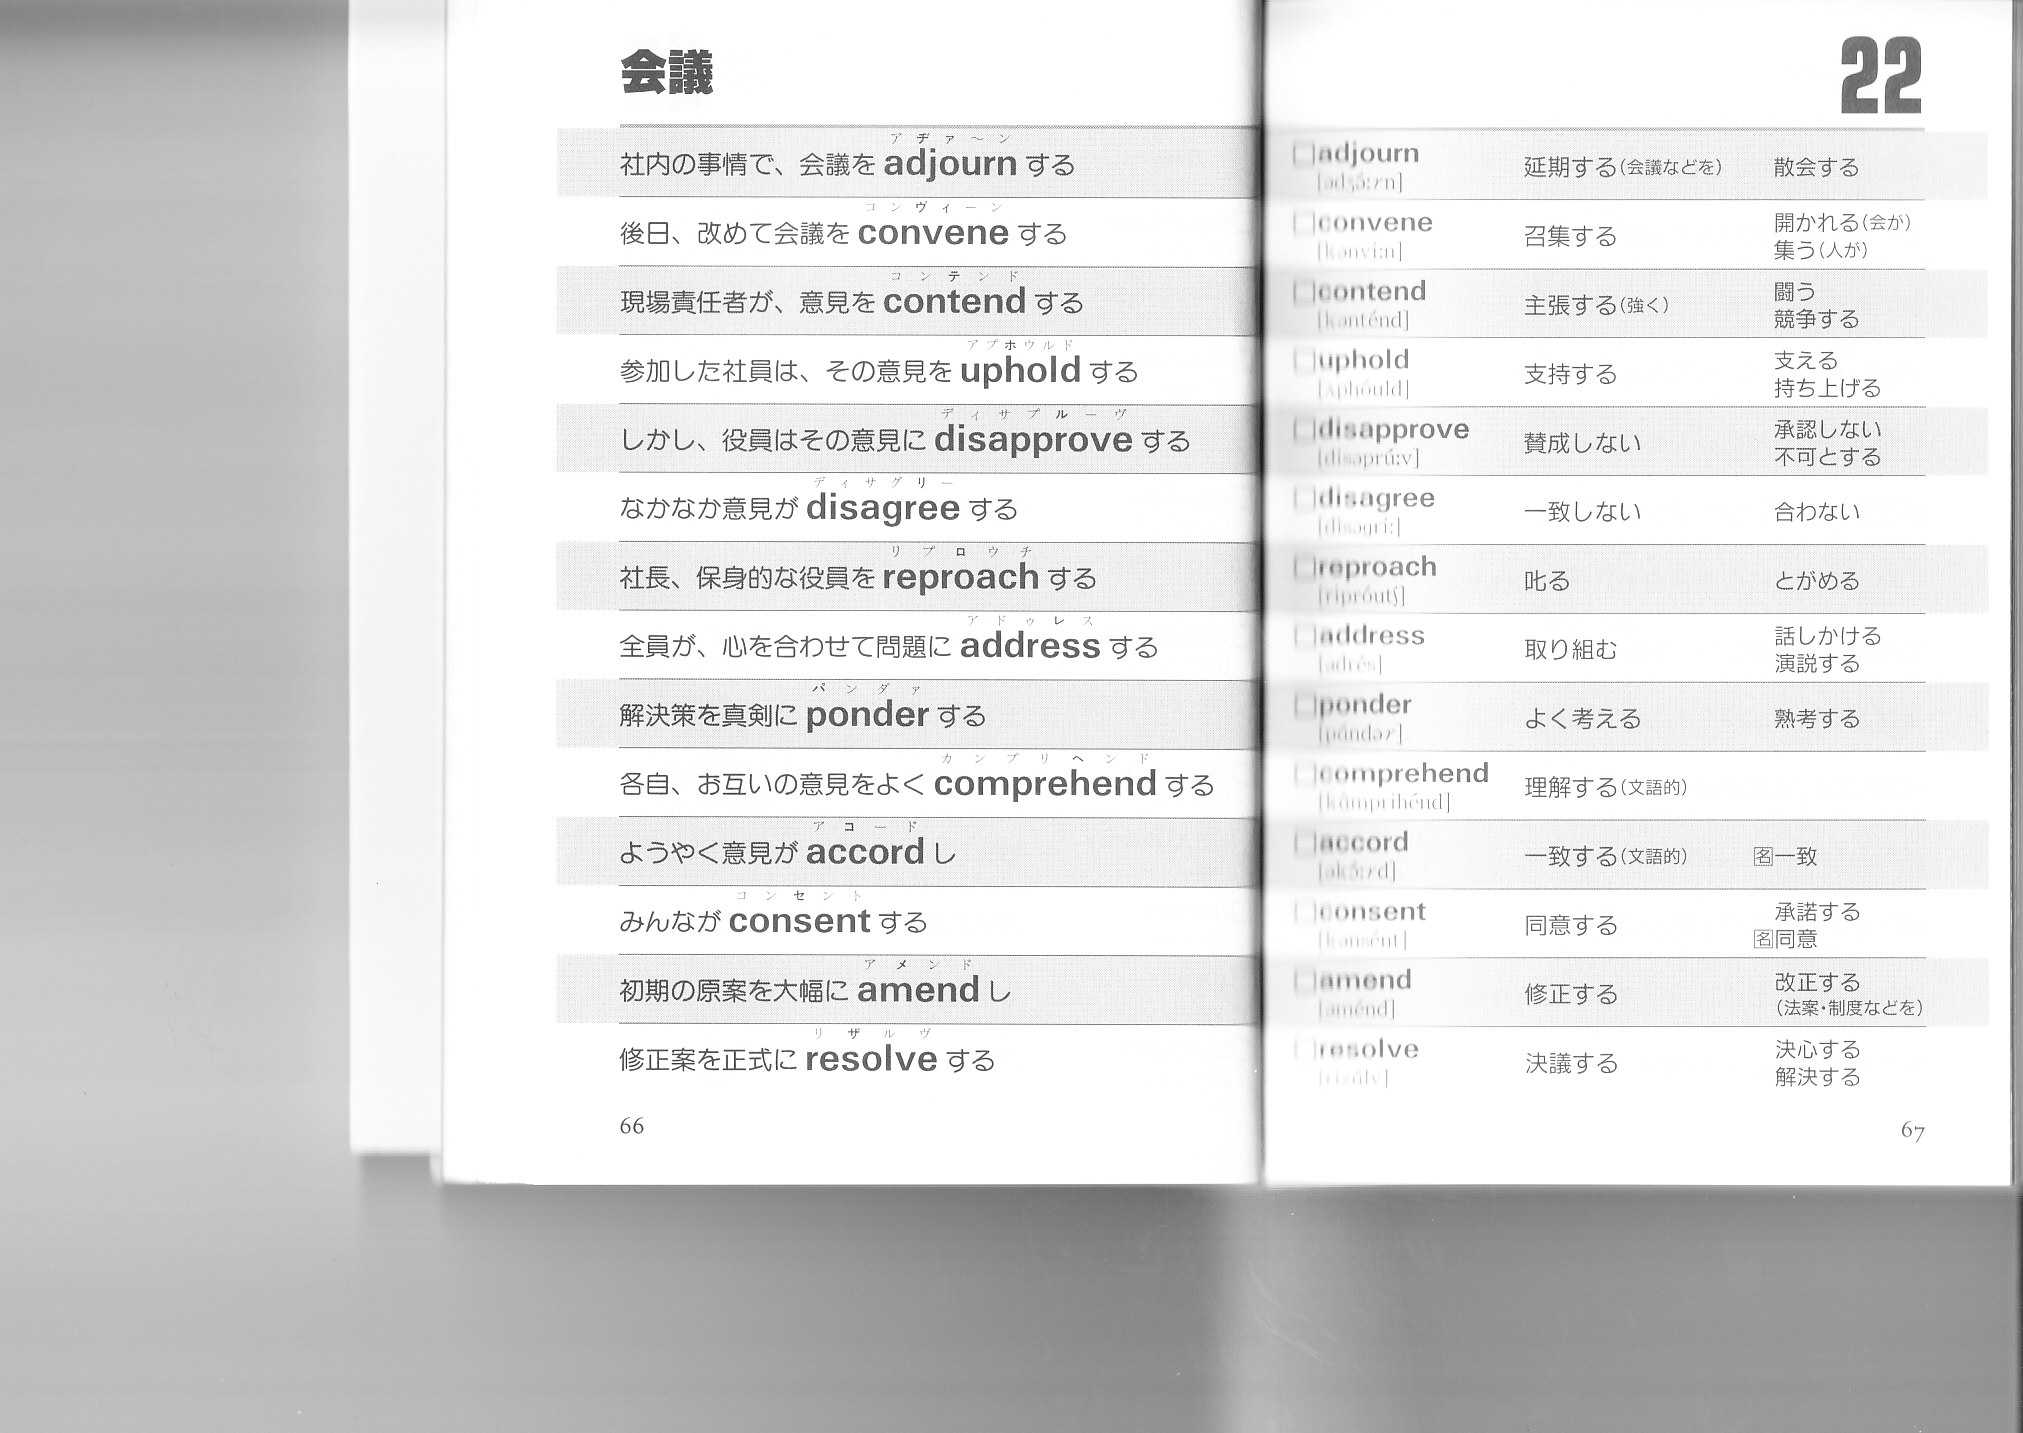 会議
アヂァ〜ン
社内の事情で、会議を adjourn する
コンヴィーン
後日、改めて会議を convene する
コンテンド
現場責任者が、意見を contend する
アプホウルド
参加した社員は、その意見を uphold する
ディサプルーヴ
しかし、役員はその意見に disapprove する
ディサグリー
なかなか意見が disagree する
リプロウチ
社長、保身的な役員を reproach する
アドゥレス
全員が、心を合わせて問題に address する
パンダァ
解決策を真剣に ponder する
カンプリヘンド
各自、お互いの意見をよく comprehend する
アコード
ようやく意見が accord し
コンセント
みんなが consent する
アメンド
初期の原案を大幅に amend し
リザルヴ
修正案を正式に resolve する
66
22
□adjourn 延期する(会議などを) 散会する
[ədʒə́ːrn]
□convene 召集する 開かれる(会が)
[kənvíːn] 集う(人が)
□contend 主張する(強く) 闘う
[kənténd] 競争する
□uphold 支持する 支える
[ʌphóuld] 持ち上げる
□disapprove 賛成しない 承認しない
[disəprúːv] 不可とする
□disagree 一致しない 合わない
[disəgríː]
□reproach 叱る とがめる
[ripróutʃ]
□address 取り組む 話しかける
[ədrés] 演説する
□ponder よく考える 熟考する
[pɑ́ndər]
□comprehend 理解する(文語的)
[kɑ̀mprihénd]
□accord 一致する(文語的) 名一致
[əkɔ́ːrd]
□consent 同意する 承諾する
[kənsént] 名同意
□amend 修正する 改正する
[əménd] (法案・制度などを)
□resolve 決議する 決心する
[rizɑ́lv] 解決する
67